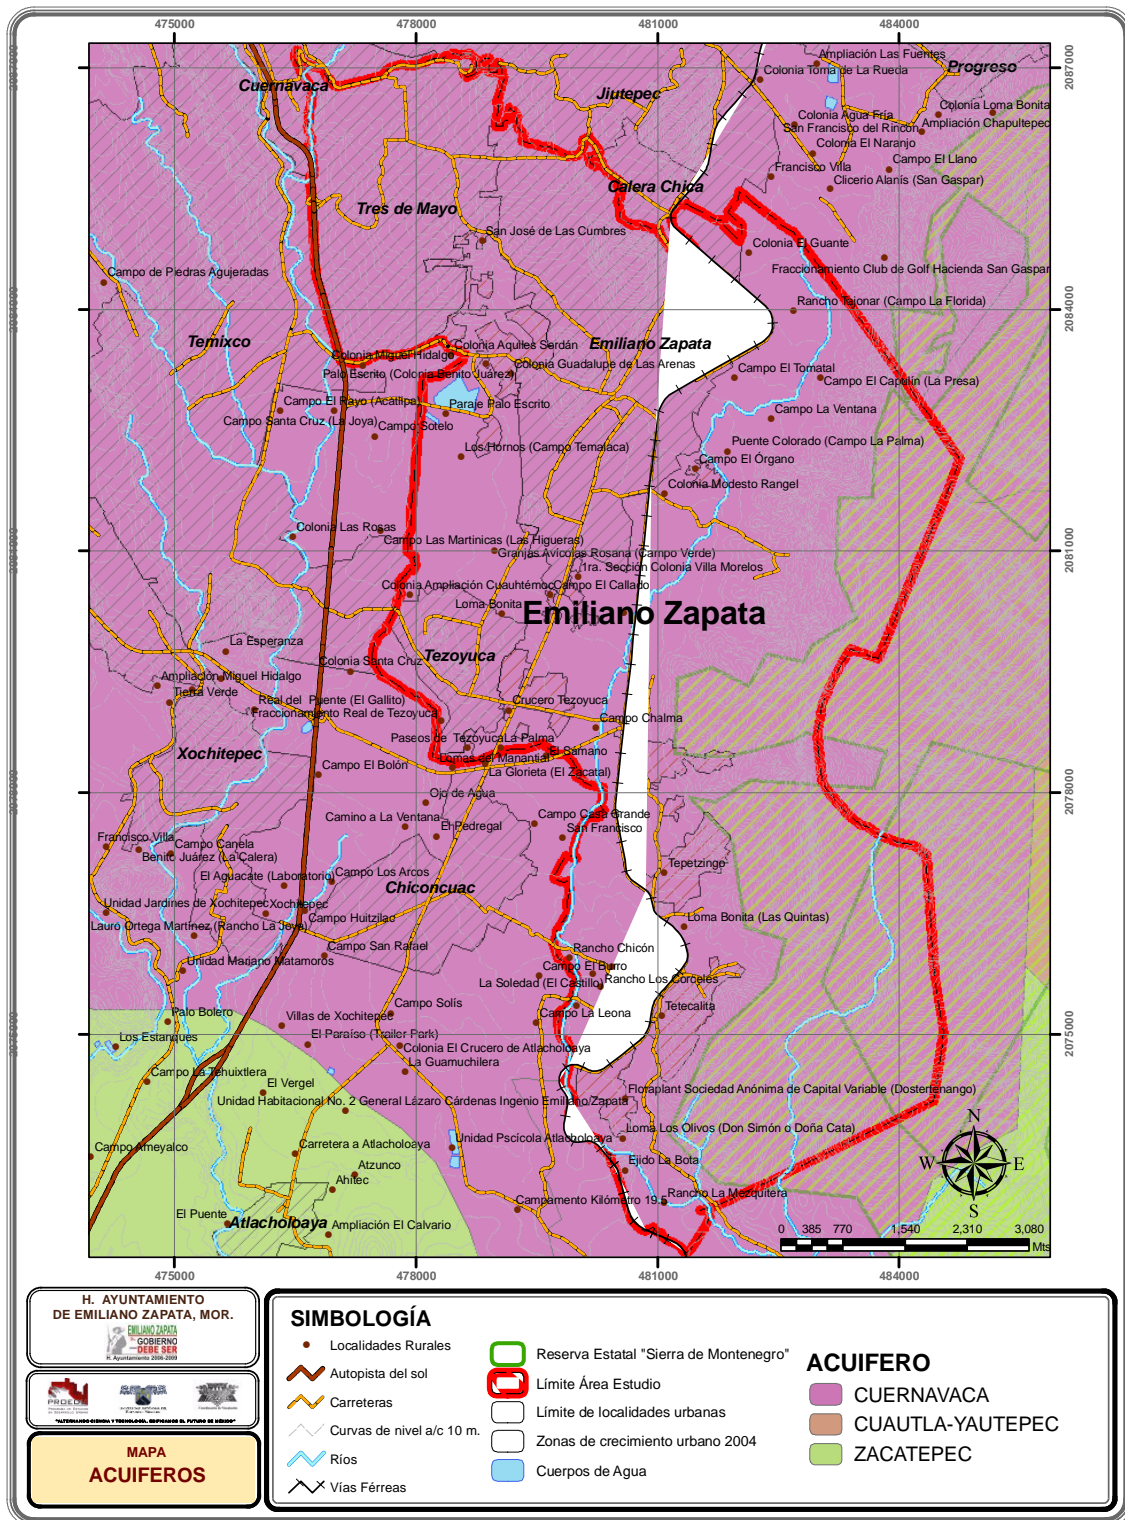 475000 478000 481000 484000
2087000
2084000
2081000
2078000
2075000
Ampliación Las Fuentes
Progreso
Colonia Toma de La Rueda
Cuernavaca
Jiutepec
Colonia Loma Bonita
Colonia Agua Fría
Ampliación Chapultepec
San Francisco del Rincón
Colonia El Naranjo
Campo El Llano
Francisco Villa
Clicerio Alanís (San Gaspar)
Calera Chica
Tres de Mayo
San José de Las Cumbres
Colonia El Guante
Campo de Piedras Agujeradas
Fraccionamiento Club de Golf Hacienda San Gaspar
Rancho Tajonar (Campo La Florida)
Temixco
Emiliano Zapata
Colonia Aquiles Serdán
Colonia Miguel Hidalgo
Colonia Guadalupe de Las Arenas
Palo Escrito (Colonia Benito Juárez)
Campo El Tomatal
Campo El Capulín (La Presa)
Campo El Rayo (Acatlipa)
Paraje Palo Escrito
Campo La Ventana
Campo Santa Cruz (La Joya)
Campo Sotelo
Puente Colorado (Campo La Palma)
Los Hornos (Campo Temalaca)
Campo El Órgano
Colonia Modesto Rangel
Colonia Las Rosas
Campo Las Martinicas (Las Higueras)
Granjas Avícolas Rosana (Campo Verde)
1ra. Sección Colonia Villa Morelos
Colonia Ampliación Cuauhtémoc
Campo El Callado
Loma Bonita
Emiliano Zapata
La Esperanza
Tezoyuca
Colonia Santa Cruz
Ampliación Miguel Hidalgo
Tierra Verde
Real del Puente (El Gallito)
Crucero Tezoyuca
Fraccionamiento Real de Tezoyuca
Campo Chalma
Paseos de Tezoyuca
La Palma
Xochitepec
El Sámano
Lomas del Manantial
La Glorieta (El Zacatal)
Campo El Bolón
Ojo de Agua
Camino a La Ventana
Campo Casa Grande
El Pedregal
San Francisco
Francisco Villa
Campo Canela
Benito Juárez (La Calera)
Tepetzingo
El Aguacate (Laboratorio)
Campo Los Arcos
Chiconcuac
Unidad Jardines de Xochitepec
Xochitepec
Campo Huitzilac
Loma Bonita (Las Quintas)
Lauro Ortega Martínez (Rancho La Joya)
Campo San Rafael
Rancho Chicón
Unidad Mariano Matamoros
Campo El Burro
La Soledad (El Castillo)
Rancho Los Corceles
Campo Solís
Tetecalita
Palo Bolero
Villas de Xochitepec
Campo La Leona
Los Estanques
El Paraíso (Trailer Park)
Colonia El Crucero de Atlacholoaya
La Guamuchilera
Campo La Tehuixtlera
El Vergel
Floraplant Sociedad Anónima de Capital Variable (Dostertenango)
Unidad Habitacional No. 2 General Lázaro Cárdenas Ingenio Emiliano Zapata
Loma Los Olivos (Don Simón o Doña Cata)
Campo Ameyalco
Carretera a Atlacholoaya
Unidad Pscícola Atlacholoaya
Atzunco
Ejido La Bota
Ahitec
Campamento Kilómetro 19.5
Rancho La Mezquitera
El Puente
Atlacholoaya
Ampliación El Calvario
N
W E
S
0 385 770 1,540 2,310 3,080
Mts
475000 478000 481000 484000
H. AYUNTAMIENTO
DE EMILIANO ZAPATA, MOR.
EMILIANO ZAPATA
GOBIERNO
DEBE SER
H. Ayuntamiento 2006-2009
"ALTERNANDO CIENCIA Y TECNOLOGÍA, EDIFICAMOS EL FUTURO DE MÉXICO"
MAPA
ACUIFEROS
SIMBOLOGÍA
Localidades Rurales
Autopista del sol
Carreteras
Curvas de nivel a/c 10 m.
Ríos
Vías Férreas
Reserva Estatal "Sierra de Montenegro"
Límite Área Estudio
Límite de localidades urbanas
Zonas de crecimiento urbano 2004
Cuerpos de Agua
ACUIFERO
CUERNAVACA
CUAUTLA-YAUTEPEC
ZACATEPEC